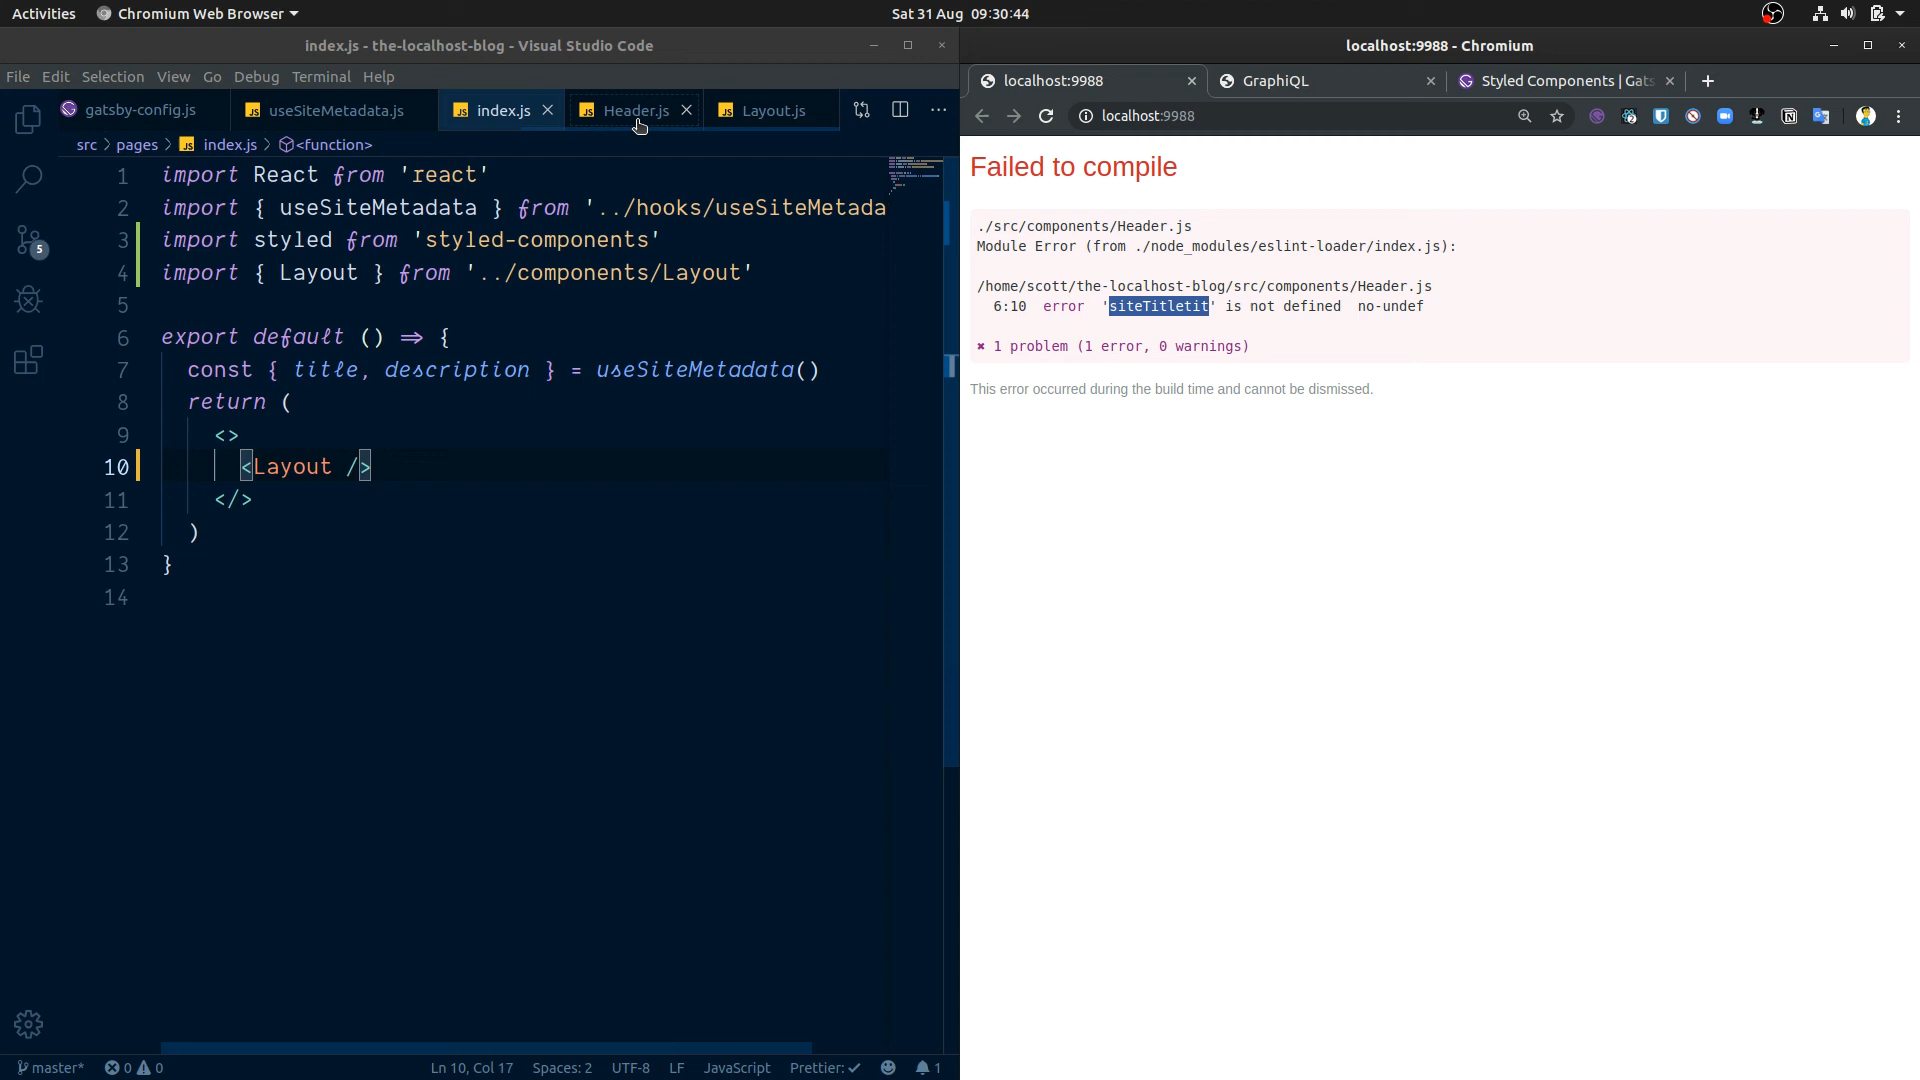 Activities Chromium Web Browser Sat 31 Aug 09:30:44
index.js - the-localhost-blog - Visual Studio Code
File Edit Selection View Go Debug Terminal Help
gatsby-config.js useSiteMetadata.js index.js Header.js Layout.js
src > pages > index.js > <function>
1 import React from 'react'
2 import { useSiteMetadata } from '../hooks/useSiteMetada
3 import styled from 'styled-components'
4 import { Layout } from '../components/Layout'
5
6 export default () => {
7 const { title, description } = useSiteMetadata()
8 return (
9 <>
10 <Layout />
11 </>
12 )
13 }
14
5
master* 0 0 Ln 10, Col 17 Spaces: 2 UTF-8 LF JavaScript Prettier: ✓ 1
localhost:9988 - Chromium
localhost:9988 GraphiQL Styled Components | Gats
localhost:9988
Failed to compile
./src/components/Header.js
Module Error (from ./node_modules/eslint-loader/index.js):
/home/scott/the-localhost-blog/src/components/Header.js
6:10 error 'siteTitletit' is not defined no-undef
✖ 1 problem (1 error, 0 warnings)
This error occurred during the build time and cannot be dismissed.